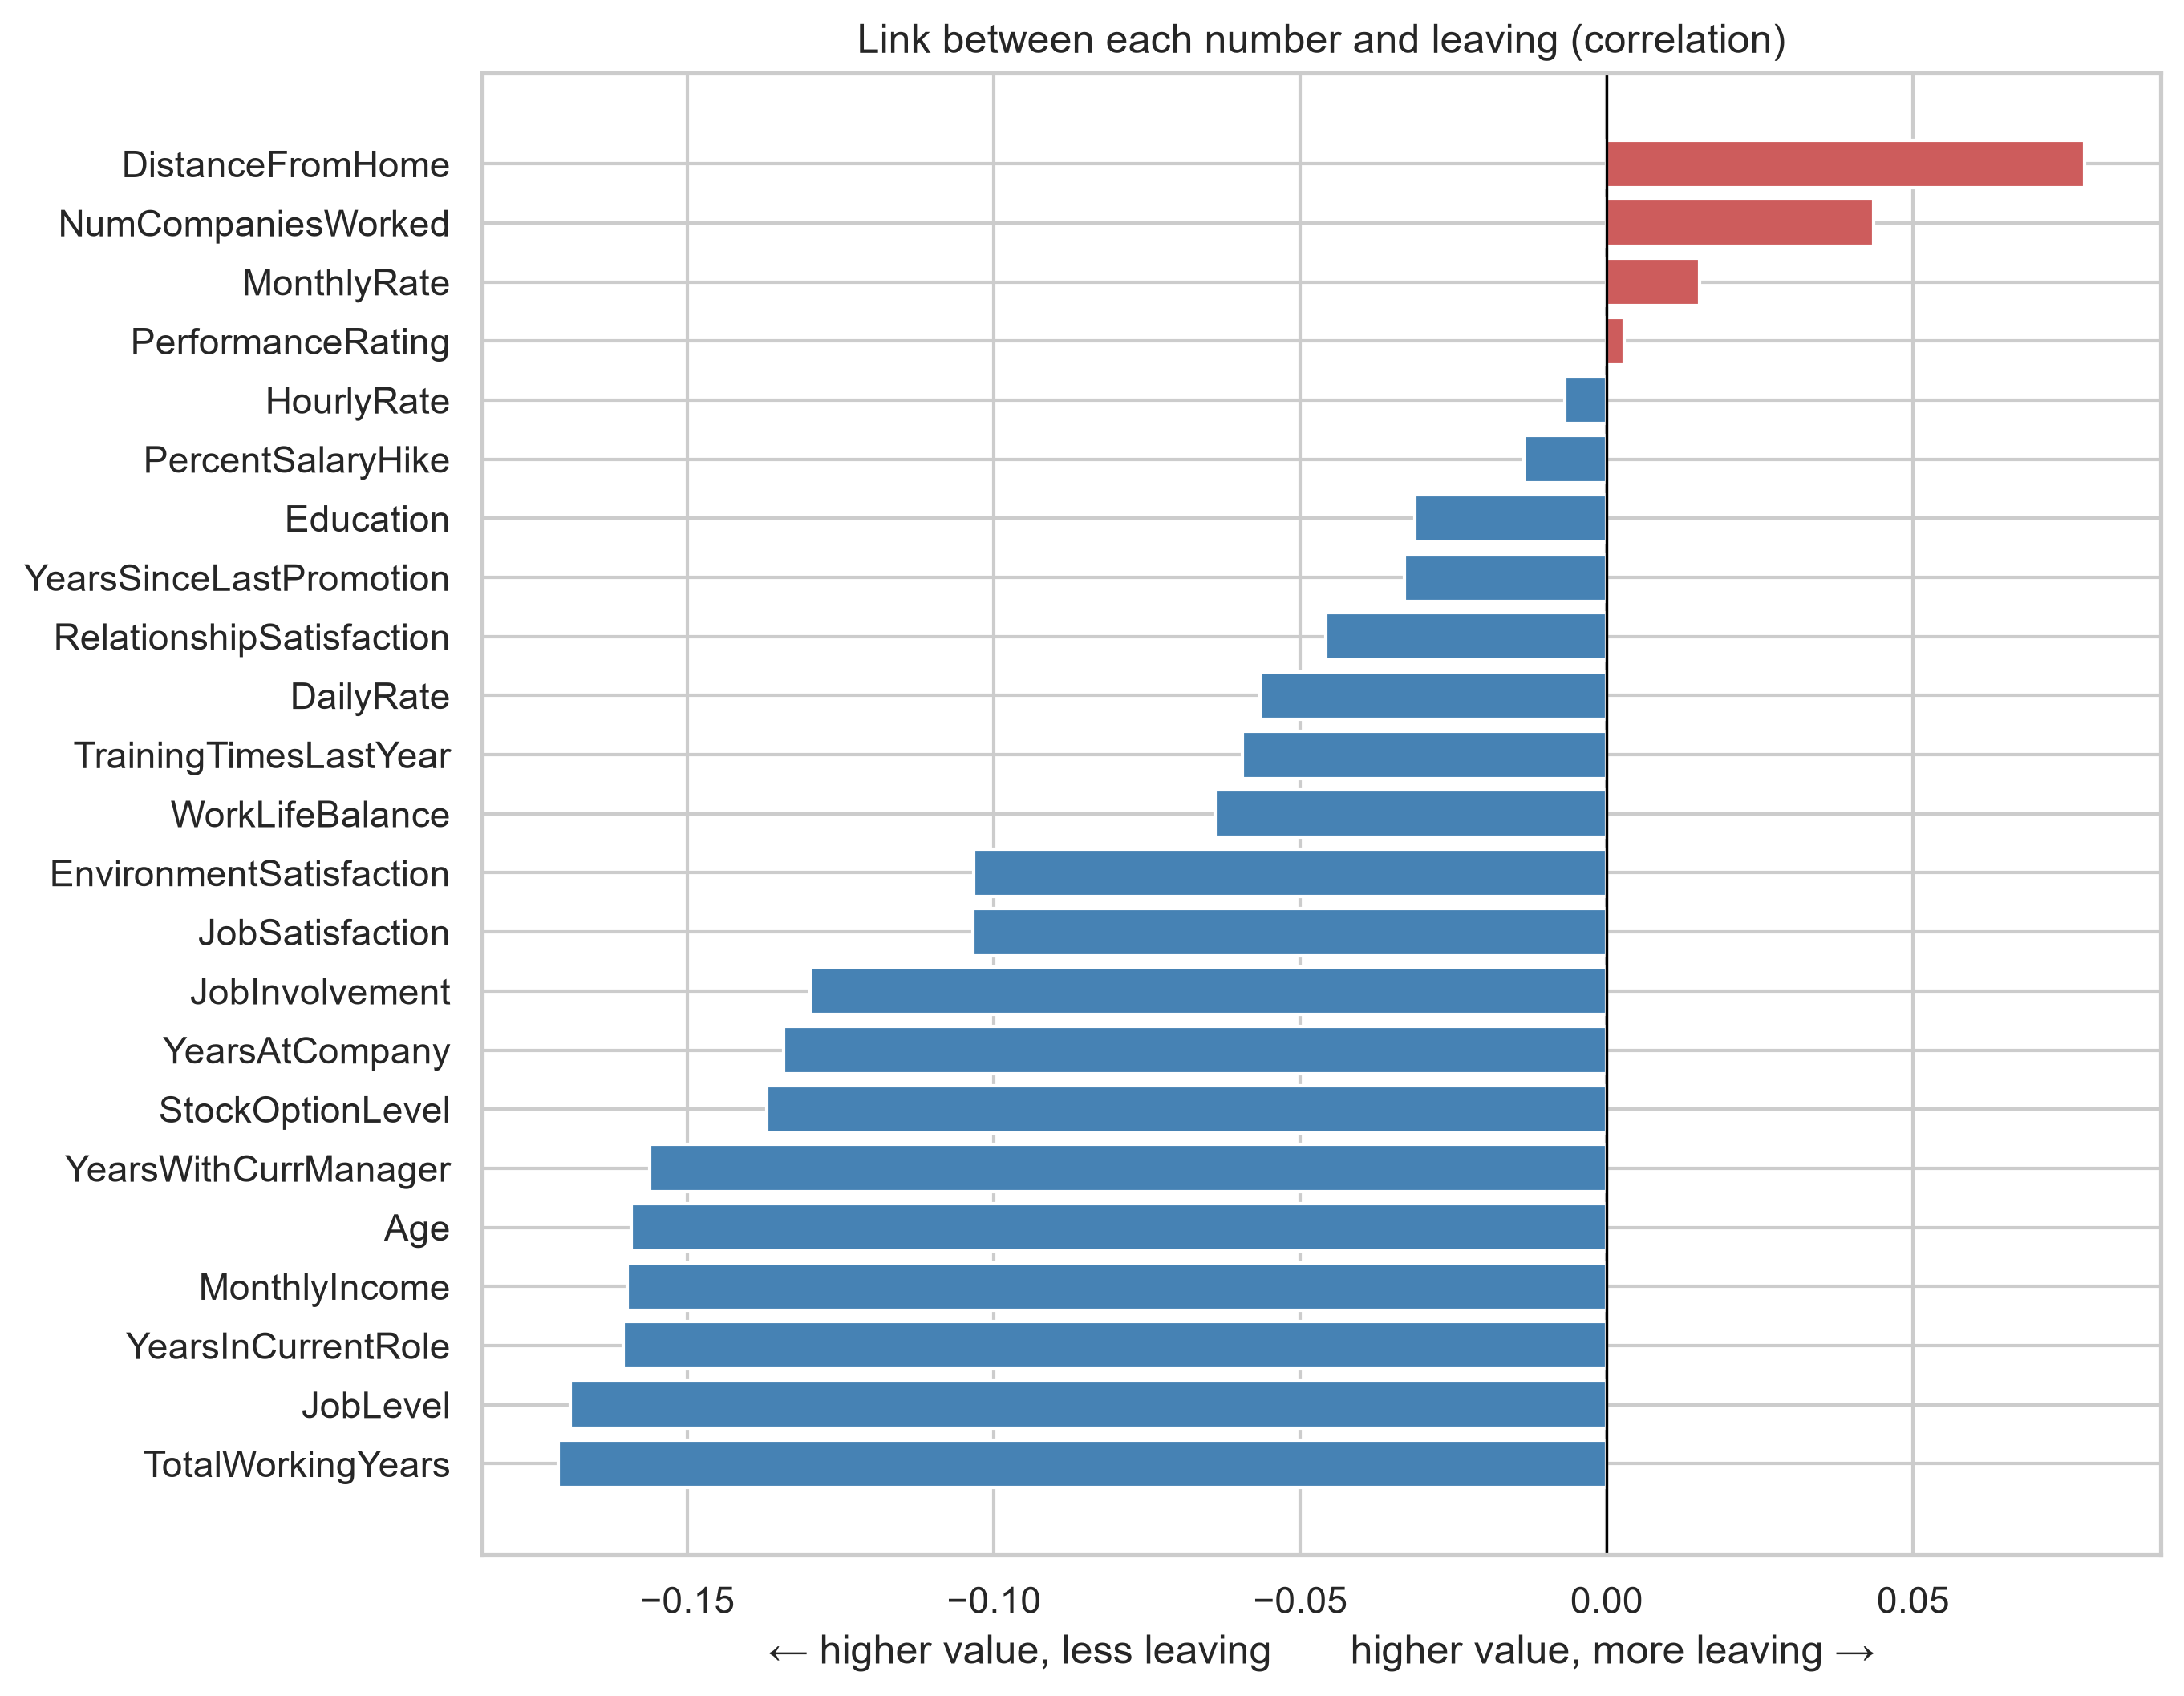 Link between each number and leaving (correlation)
DistanceFromHome
NumCompaniesWorked
MonthlyRate
PerformanceRating
HourlyRate
PercentSalaryHike
Education
YearsSinceLastPromotion
RelationshipSatisfaction
DailyRate
TrainingTimesLastYear
WorkLifeBalance
EnvironmentSatisfaction
JobSatisfaction
JobInvolvement
YearsAtCompany
StockOptionLevel
YearsWithCurrManager
Age
MonthlyIncome
YearsInCurrentRole
JobLevel
TotalWorkingYears
−0.15 −0.10 −0.05 0.00 0.05
← higher value, less leaving higher value, more leaving →